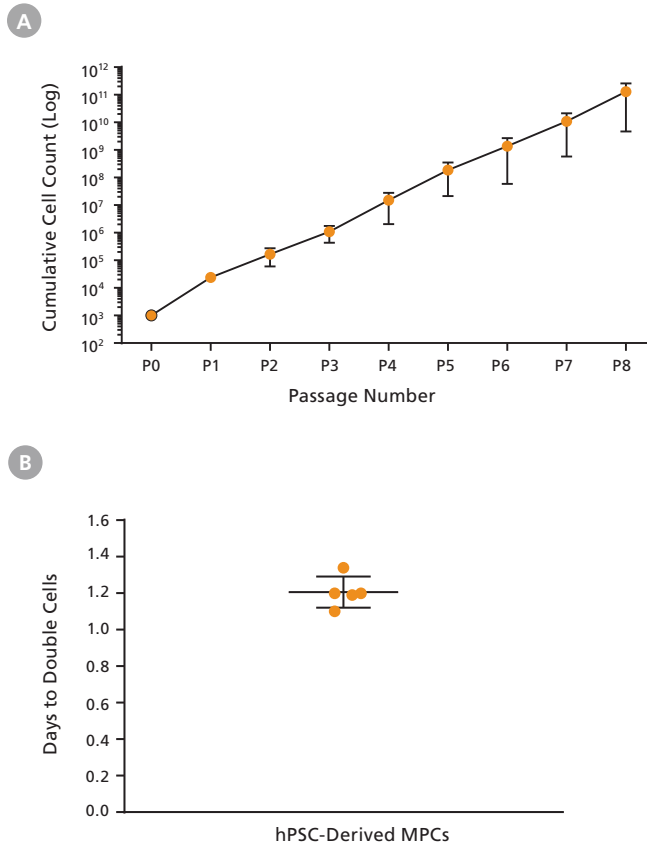 A
Cumulative Cell Count (Log)
10¹²
10¹¹
10¹⁰
10⁹
10⁸
10⁷
10⁶
10⁵
10⁴
10³
10²
P0 P1 P2 P3 P4 P5 P6 P7 P8
Passage Number
B
Days to Double Cells
1.6
1.4
1.2
1.0
0.8
0.6
0.4
0.2
0.0
hPSC-Derived MPCs